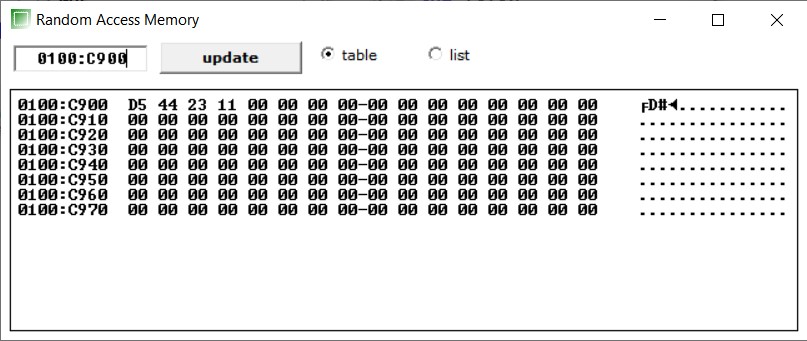 Random Access Memory
0100:C900 update table list
0100:C900 D5 44 23 11 00 00 00 00-00 00 00 00 00 00 00 00 ╒D#◄............
0100:C910 00 00 00 00 00 00 00 00-00 00 00 00 00 00 00 00 ................
0100:C920 00 00 00 00 00 00 00 00-00 00 00 00 00 00 00 00 ................
0100:C930 00 00 00 00 00 00 00 00-00 00 00 00 00 00 00 00 ................
0100:C940 00 00 00 00 00 00 00 00-00 00 00 00 00 00 00 00 ................
0100:C950 00 00 00 00 00 00 00 00-00 00 00 00 00 00 00 00 ................
0100:C960 00 00 00 00 00 00 00 00-00 00 00 00 00 00 00 00 ................
0100:C970 00 00 00 00 00 00 00 00-00 00 00 00 00 00 00 00 ................